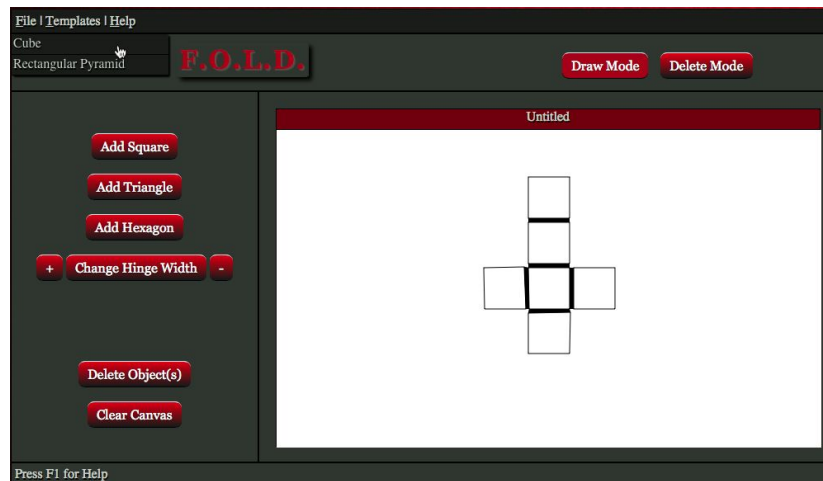 File | Templates | Help
Cube
Rectangular Pyramid
F.O.L.D.
Draw Mode
Delete Mode
Untitled
Add Square
Add Triangle
Add Hexagon
+ Change Hinge Width -
Delete Object(s)
Clear Canvas
Press F1 for Help